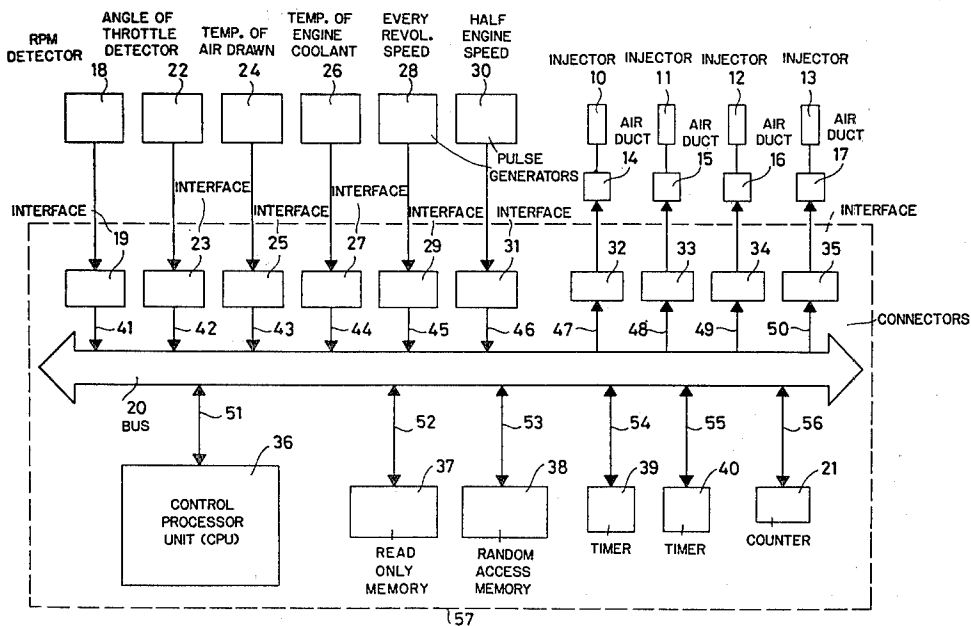 RPM
DETECTOR
18
ANGLE OF
THROTTLE
DETECTOR
22
TEMP. OF
AIR DRAWN
24
TEMP. OF
ENGINE
COOLANT
26
EVERY
REVOL.
SPEED
28
HALF
ENGINE
SPEED
30
INJECTOR
10
INJECTOR
11
INJECTOR
12
INJECTOR
13
PULSE
GENERATORS
AIR
DUCT
14
AIR
DUCT
15
AIR
DUCT
16
AIR
DUCT
17
INTERFACE
19
INTERFACE
23
INTERFACE
25
INTERFACE
27
INTERFACE
29
INTERFACE
31
INTERFACE
32
33
34
35
41
42
43
44
45
46
47
48
49
50
CONNECTORS
20
BUS
51
52
53
54
55
56
36
CONTROL
PROCESSOR
UNIT (CPU)
37
READ
ONLY
MEMORY
38
RANDOM
ACCESS
MEMORY
39
TIMER
40
TIMER
21
COUNTER
57